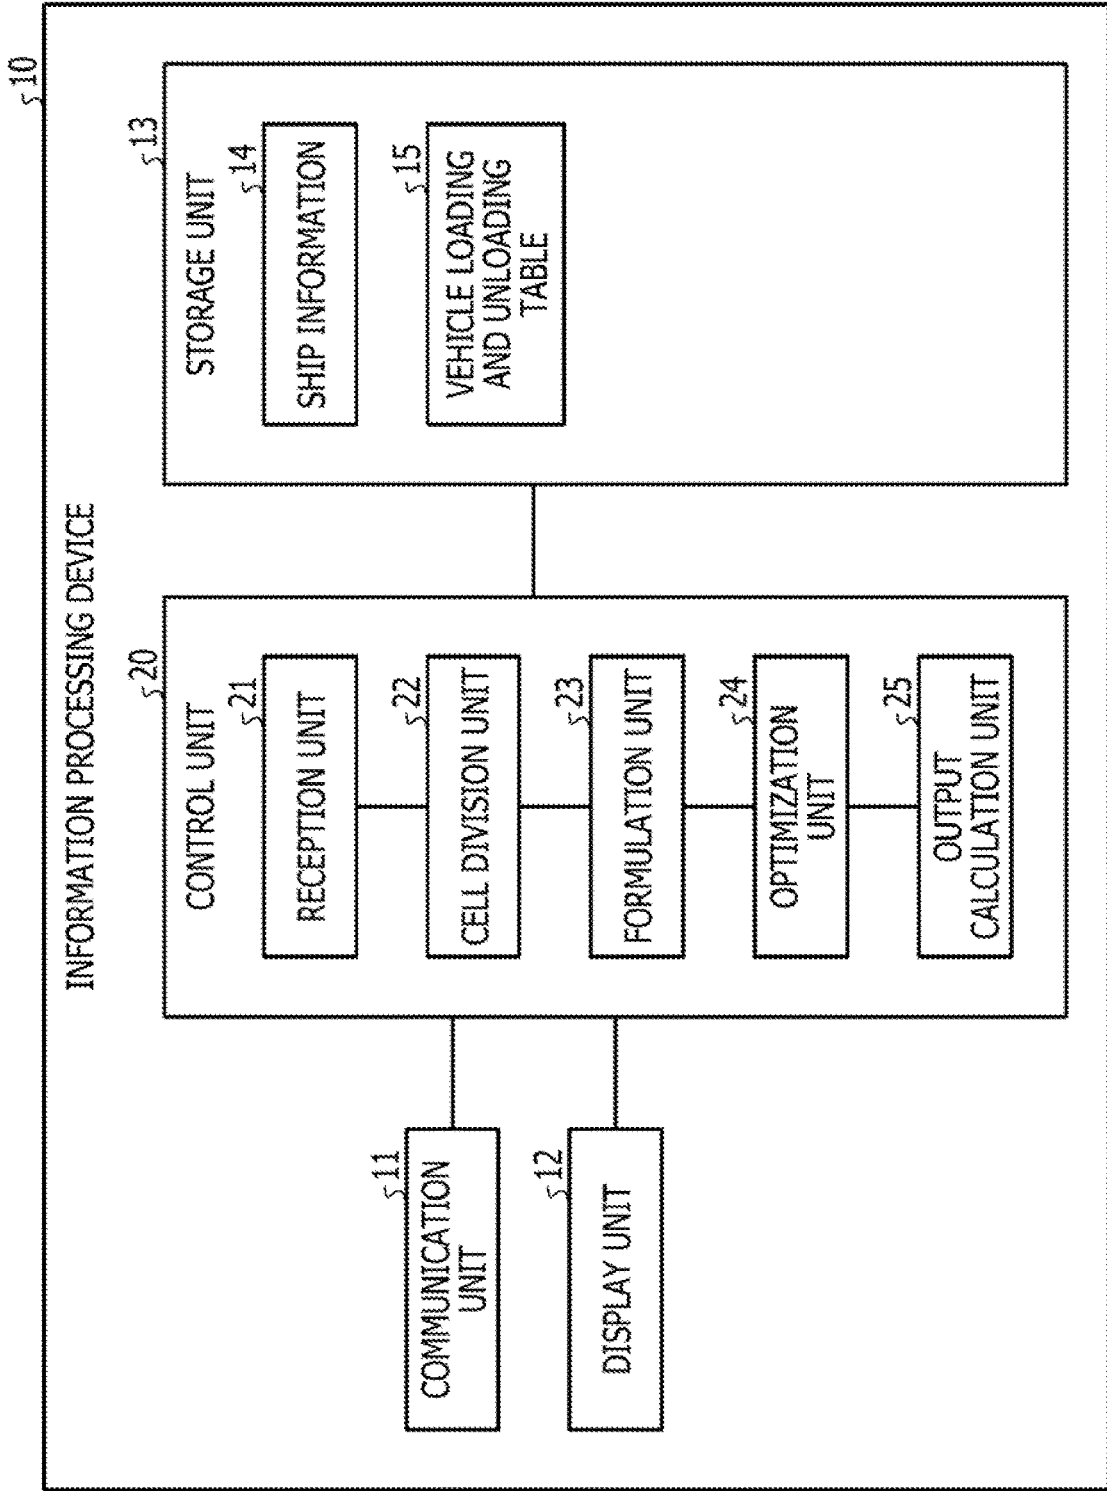 10
INFORMATION PROCESSING DEVICE
11
COMMUNICATION
UNIT
12
DISPLAY UNIT
20
CONTROL UNIT
21
RECEPTION UNIT
22
CELL DIVISION UNIT
23
FORMULATION UNIT
24
OPTIMIZATION
UNIT
25
OUTPUT
CALCULATION UNIT
13
STORAGE UNIT
14
SHIP INFORMATION
15
VEHICLE LOADING
AND UNLOADING
TABLE